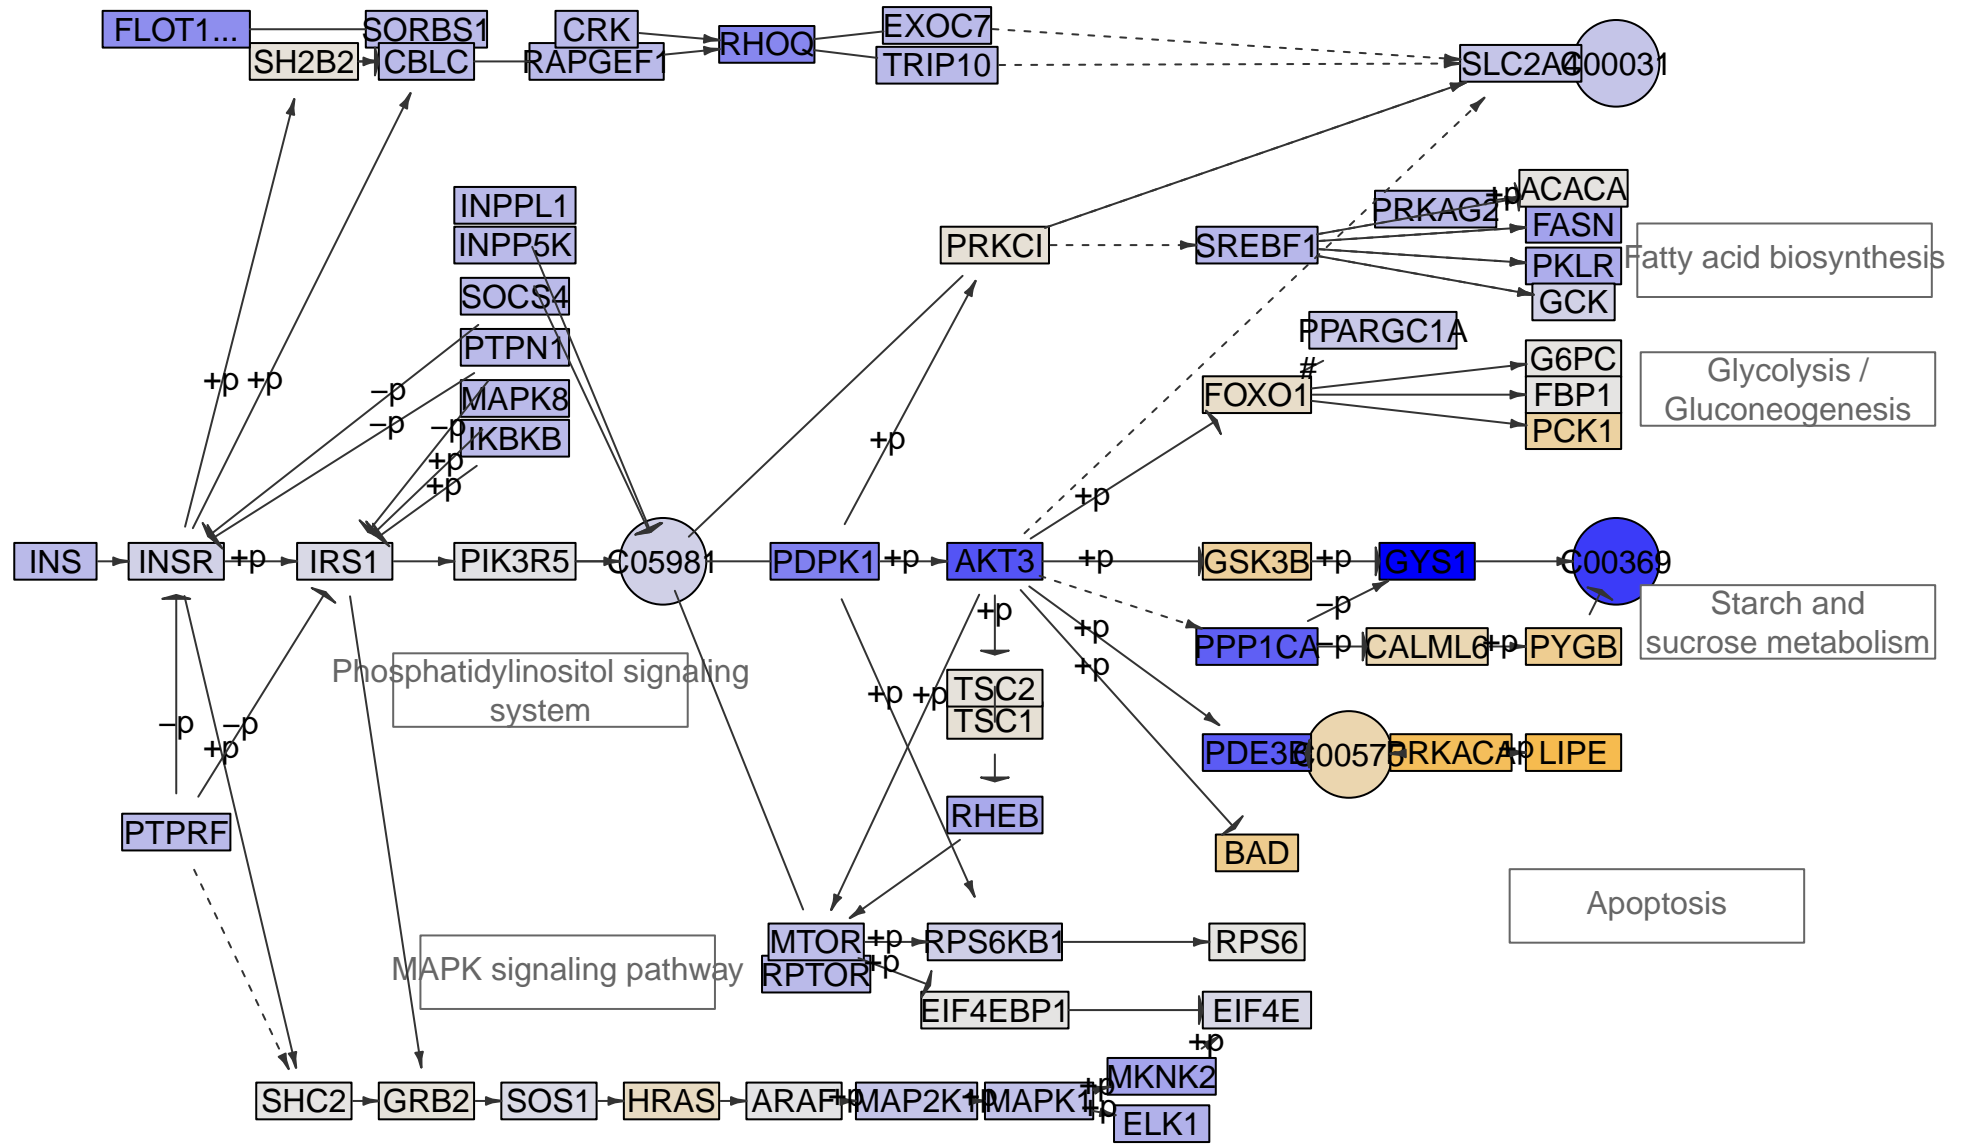 FLOT1...
SORBS1
CRK
EXOC7
RHOQ
SH2B2
CBLC
RAPGEF1
TRIP10
SLC2A4
C00031
INPPL1
INPP5K
PRKCI
SREBF1
PRKAG2
+p
ACACA
FASN
PKLR
GCK
Fatty acid biosynthesis
SOCS4
PTPN1
MAPK8
IKBKB
+p
+p
–p
–p
–p
+p
+p
+p
PPARGC1A
#
FOXO1
G6PC
FBP1
PCK1
Glycolysis /
Gluconeogenesis
+p
INS
INSR
+p
IRS1
PIK3R5
C05981
PDPK1
+p
AKT3
+p
GSK3B
+p
GYS1
C00369
+p
+p
–p
PPP1CA
–p
CALML6
+p
PYGB
Starch and
sucrose metabolism
Phosphatidylinositol signaling
system
+p
+p
+p
TSC2
TSC1
–p
+p
–p
PDE3B
C00575
PRKACA
+p
LIPE
PTPRF
RHEB
BAD
Apoptosis
MAPK signaling pathway
MTOR
RPTOR
+p
+p
RPS6KB1
RPS6
EIF4EBP1
EIF4E
+p
MKNK2
SHC2
GRB2
SOS1
HRAS
ARAF
+p
MAP2K1
+p
MAPK1
+p
+p
ELK1